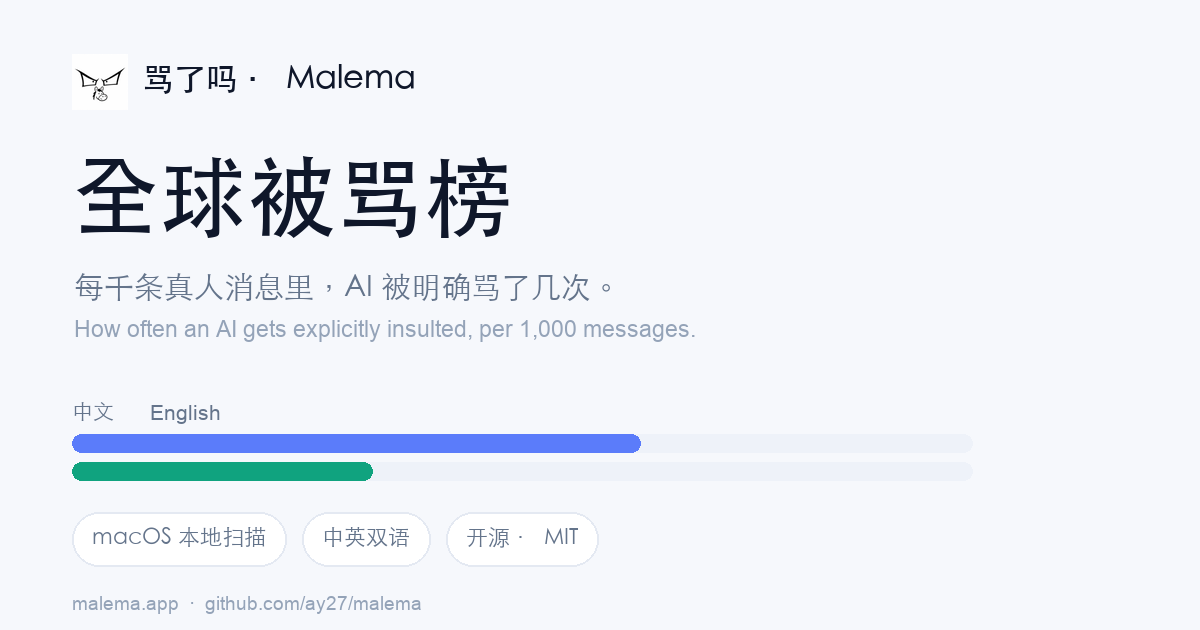 骂了吗 · Malema
全球被骂榜
每千条真人消息里，AI 被明确骂了几次。
How often an AI gets explicitly insulted, per 1,000 messages.
中文 English
macOS 本地扫描 中英双语 开源 · MIT
malema.app · github.com/ay27/malema